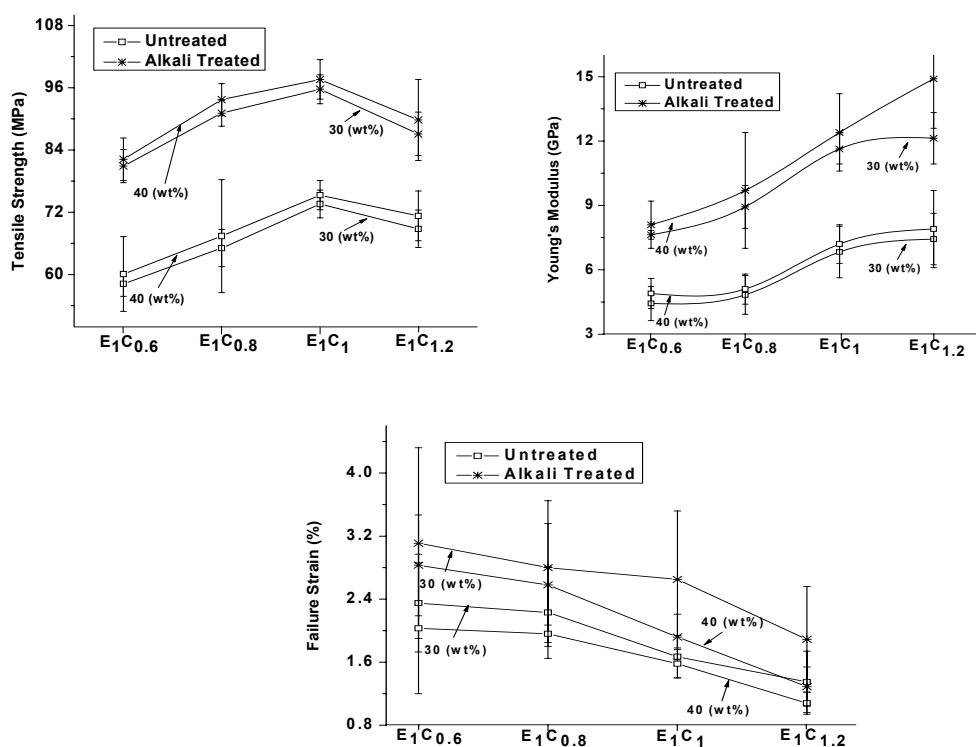 Tensile Strength (MPa)
108
96
84
72
60
Untreated
Alkali Treated
40 (wt%)
30 (wt%)
40 (wt%)
30 (wt%)
E1C0.6
E1C0.8
E1C1
E1C1.2
Young's Modulus (GPa)
15
12
9
6
3
Untreated
Alkali Treated
30 (wt%)
40 (wt%)
30 (wt%)
40 (wt%)
E1C0.6
E1C0.8
E1C1
E1C1.2
Failure Strain (%)
4.0
3.2
2.4
1.6
0.8
Untreated
Alkali Treated
30 (wt%)
40 (wt%)
30 (wt%)
40 (wt%)
E1C0.6
E1C0.8
E1C1
E1C1.2